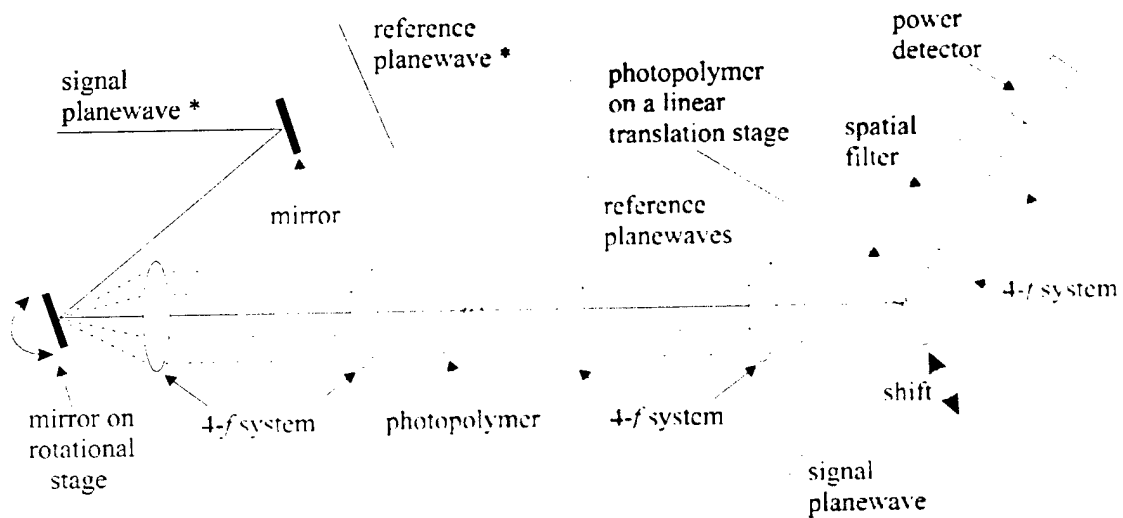 signal
planewave *
reference
planewave *
photopolymer
on a linear
translation stage
power
detector
spatial
filter
mirror
reference
planewaves
4-f system
mirror on
rotational
stage
4-f system
photopolymer
4-f system
shift
signal
planewave